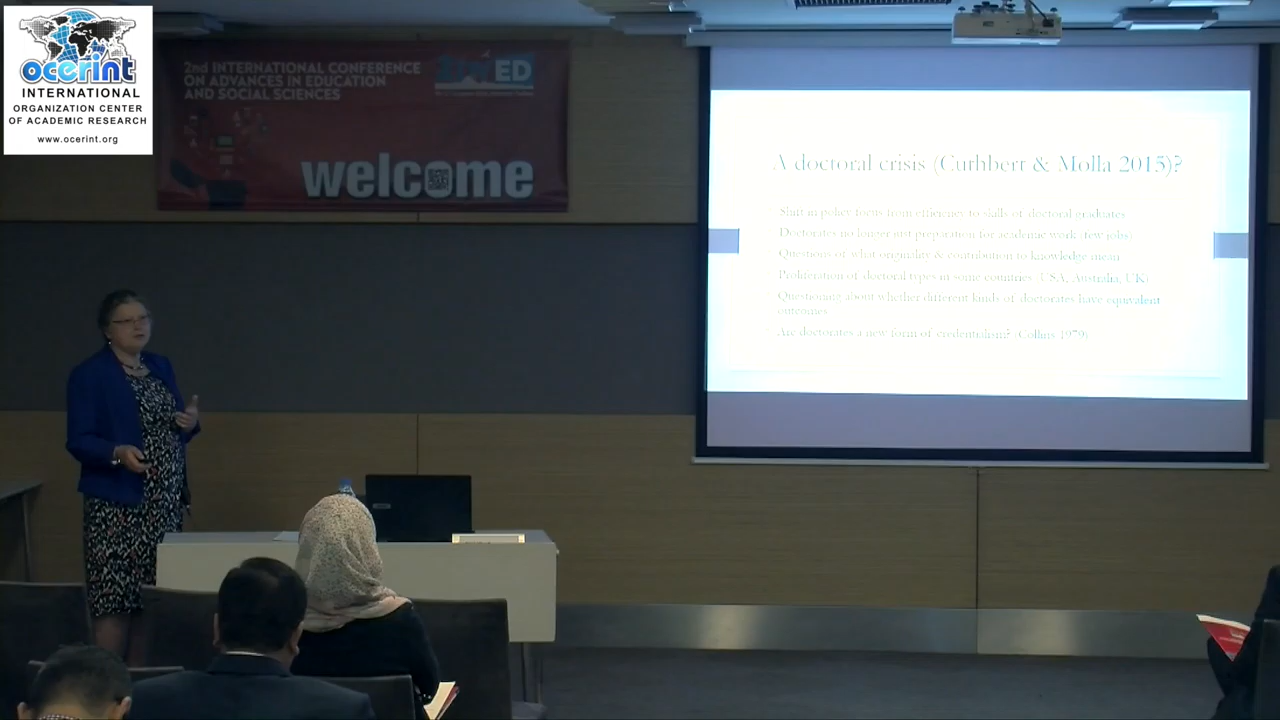 ocerint
INTERNATIONAL
ORGANIZATION CENTER
OF ACADEMIC RESEARCH
www.ocerint.org
2nd INTERNATIONAL CONFERENCE
ON ADVANCES IN EDUCATION
AND SOCIAL SCIENCES
ED
welcome
A doctoral crisis (Cuthbert & Molla 2015)?
Shift in policy focus from efficiency to skills of doctoral graduates
Doctorates no longer just preparation for academic work (few jobs)
Questions of what originality & contribution to knowledge mean
Proliferation of doctoral types in some countries (USA, Australia, UK)
Questioning about whether different kinds of doctorates have equivalent
outcomes
Are doctorates a new form of credentialism? (Collins 1979)